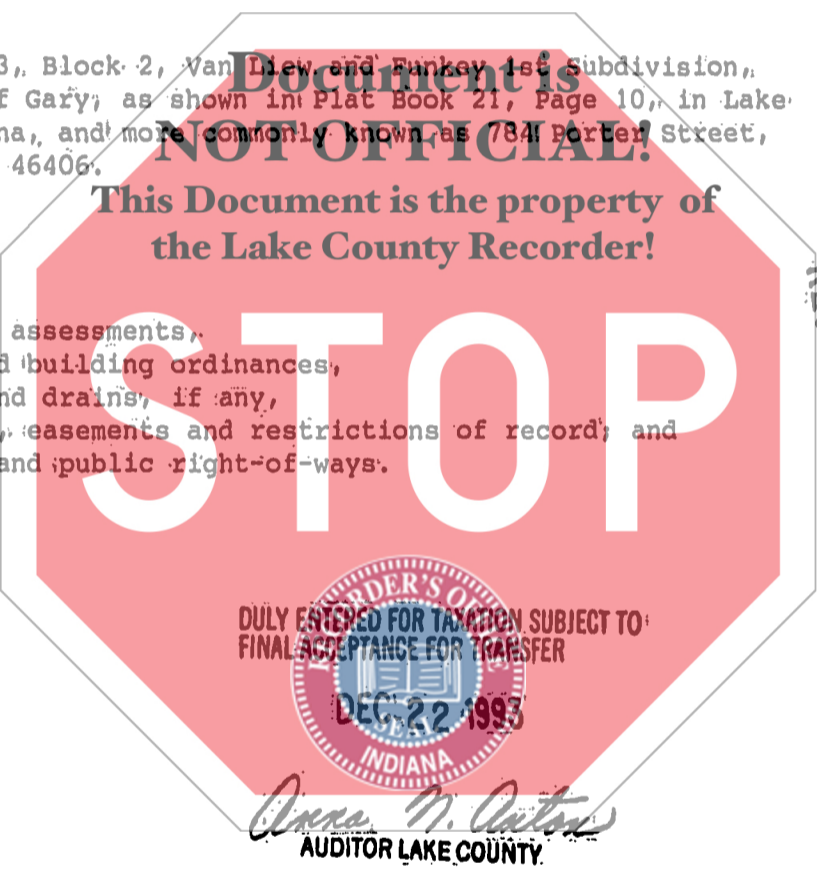 3, Block 2, Van Liew and Funkey 1st Subdivision,
f Gary, as shown in Plat Book 21, Page 10, in Lake
na, and more commonly known as 784 Porter Street,
46406.
Document is
NOT OFFICIAL!
This Document is the property of
the Lake County Recorder!
assessments,
d building ordinances,
nd drains, if any,
, easements and restrictions of record; and
and public right-of-ways.
STOP
RECORDER'S OFFICE
SEAL
INDIANA
DULY ENTERED FOR TAXATION SUBJECT TO
FINAL ACCEPTANCE FOR TRANSFER
DEC 22 1993
Anna N. Anton
AUDITOR LAKE COUNTY